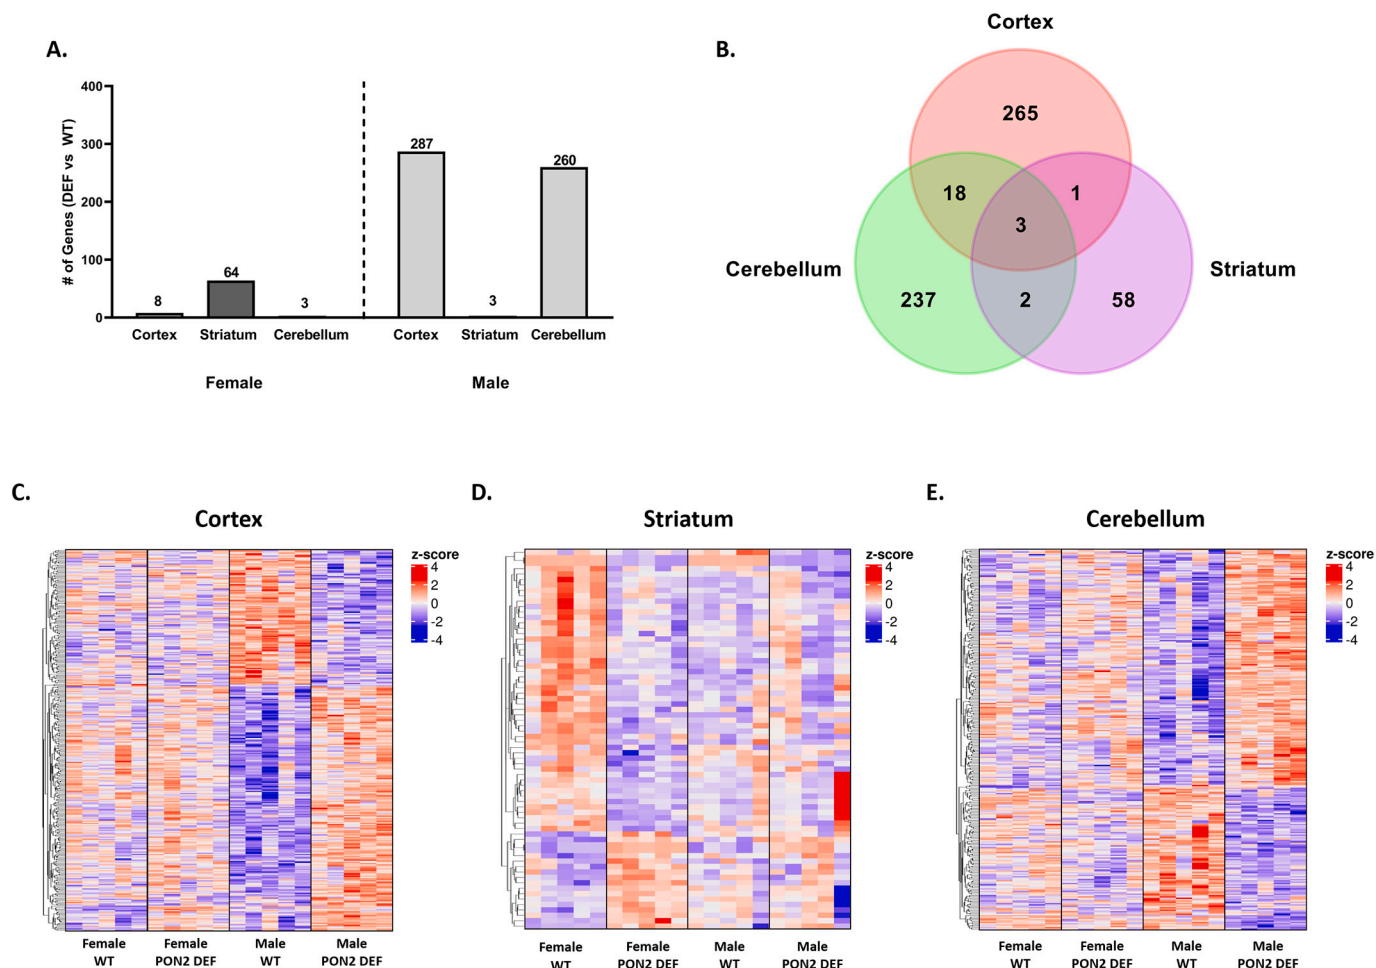 A.
# of Genes (DEF vs WT)
400
300
200
100
0
8
64
3
287
3
260
Cortex Striatum Cerebellum Cortex Striatum Cerebellum
Female Male
B.
Cortex
265
18 1
3
Cerebellum Striatum
237 2 58
C.
Cortex
z-score
4
2
0
-2
-4
Female WT
Female PON2 DEF
Male WT
Male PON2 DEF
D.
Striatum
z-score
4
2
0
-2
-4
Female WT
Female PON2 DEF
Male WT
Male PON2 DEF
E.
Cerebellum
z-score
4
2
0
-2
-4
Female WT
Female PON2 DEF
Male WT
Male PON2 DEF